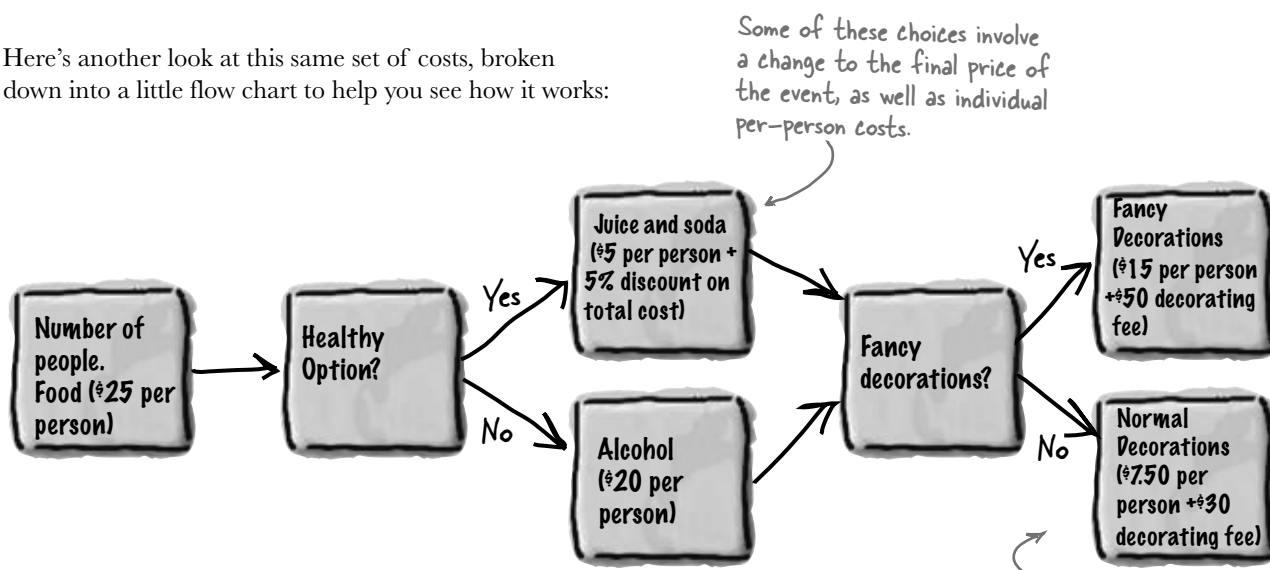 Here's another look at this same set of costs, broken
down into a little flow chart to help you see how it works:
Some of these choices involve
a change to the final price of
the event, as well as individual
per-person costs.
Number of
people.
Food ($25 per
person)
Healthy
Option?
Yes
No
Juice and soda
($5 per person +
5% discount on
total cost)
Alcohol
($20 per
person)
Fancy
decorations?
Yes
No
Fancy
Decorations
($15 per person
+$50 decorating
fee)
Normal
Decorations
($7.50 per
person +$30
decorating fee)